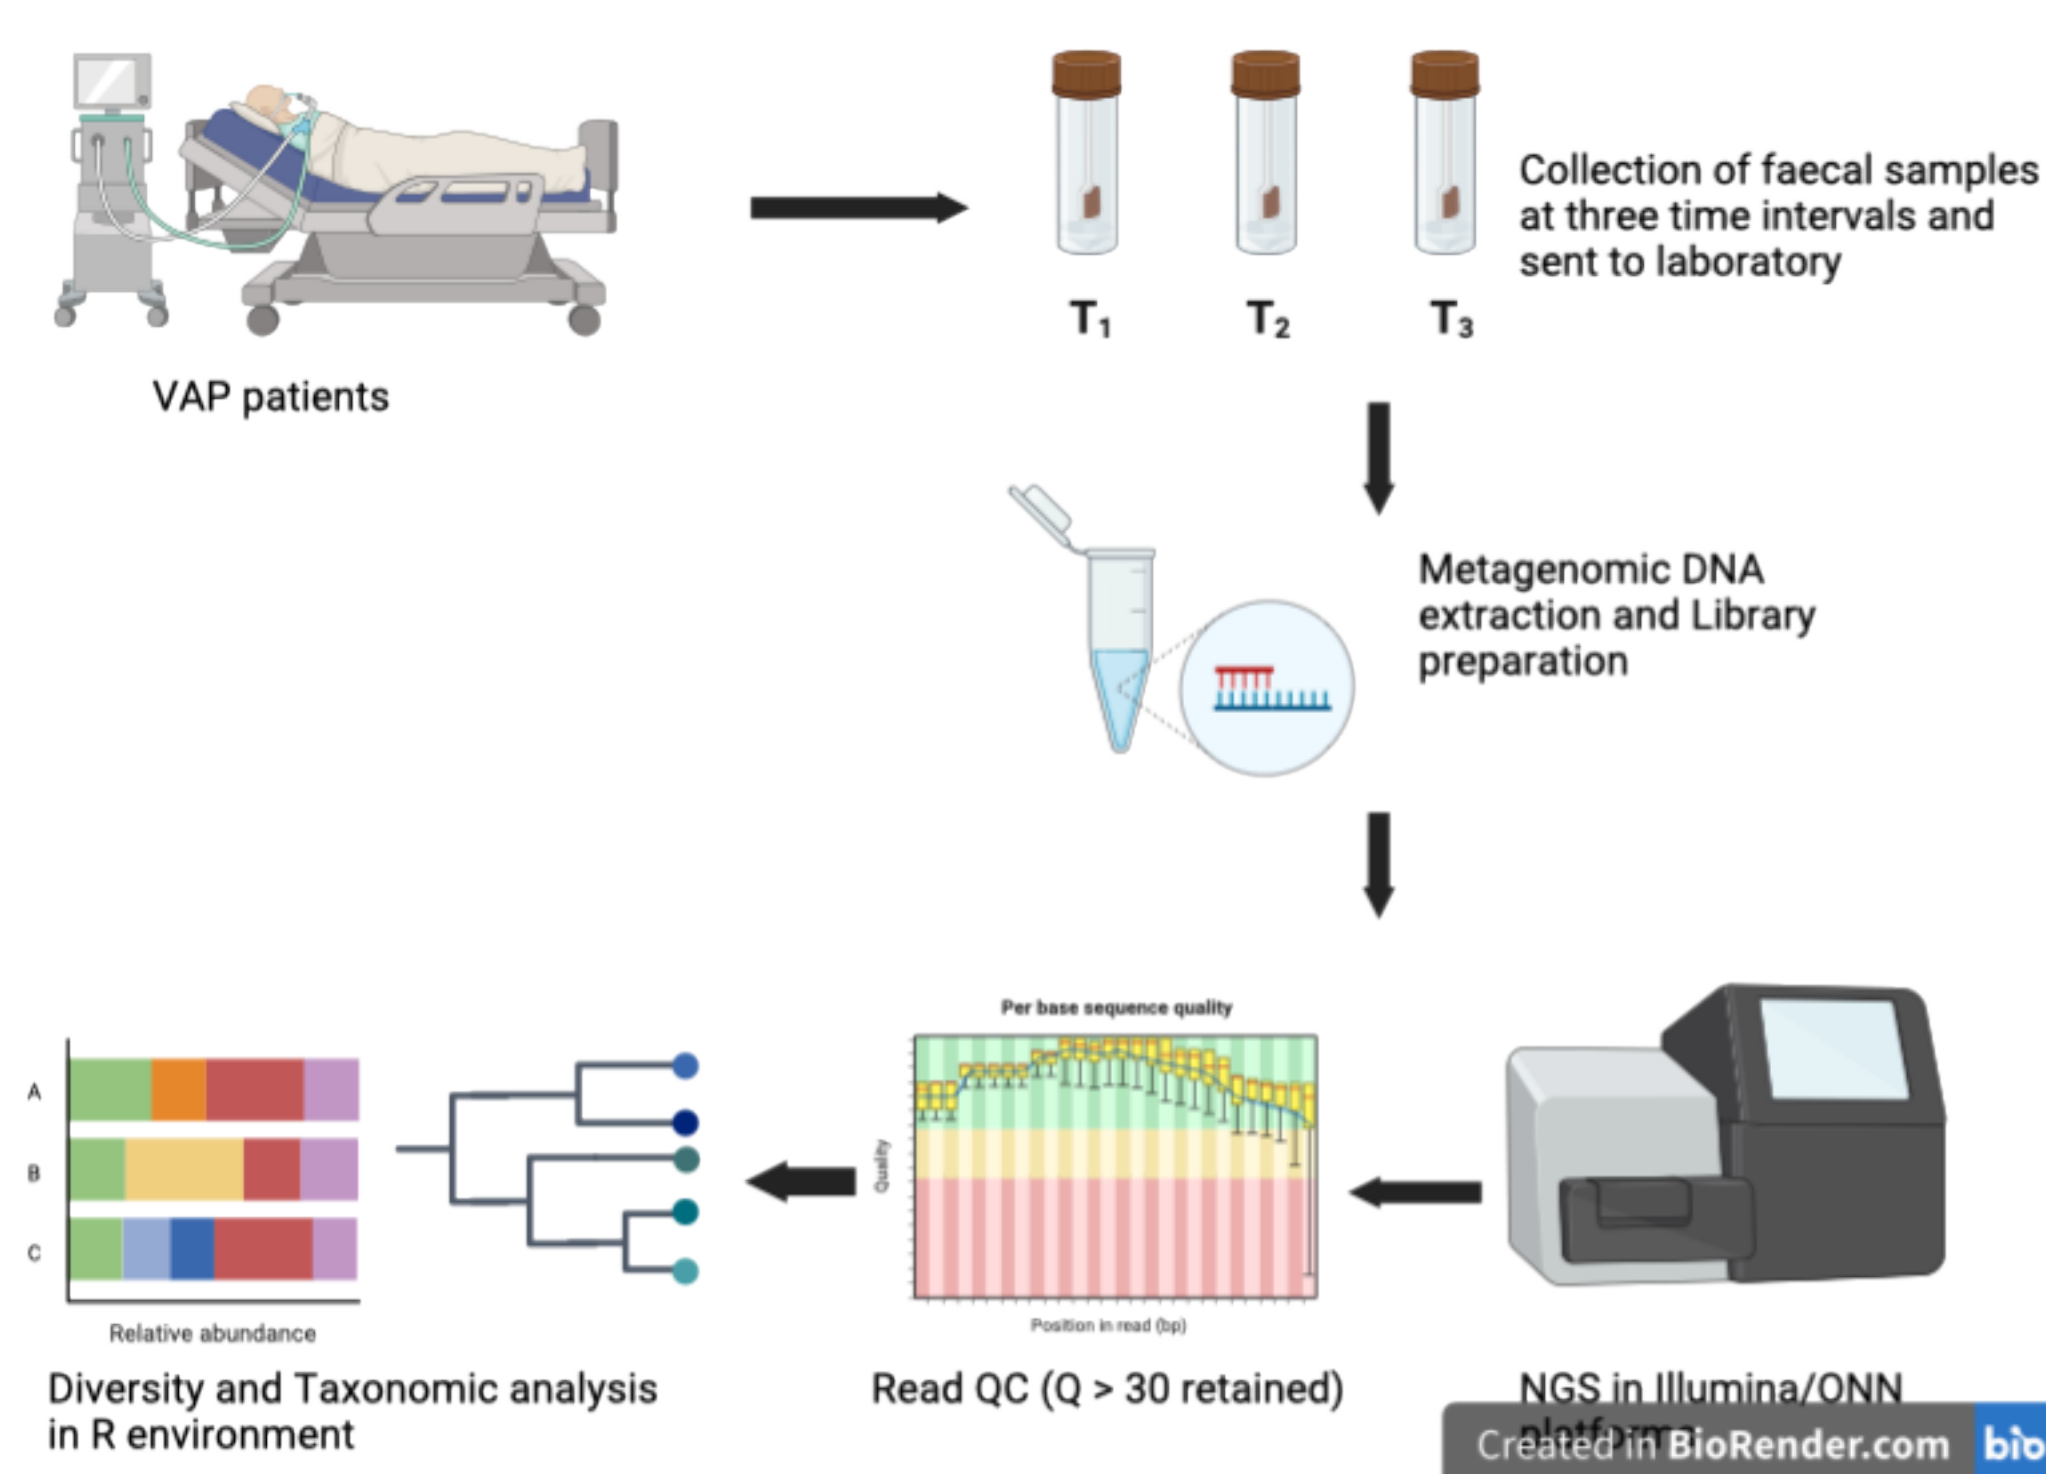 VAP patients
T₁ T₂ T₃
Collection of faecal samples
at three time intervals and
sent to laboratory
Metagenomic DNA
extraction and Library
preparation
NGS in Illumina/ONN
platforms
Per base sequence quality
Quality
Position in read (bp)
Read QC (Q > 30 retained)
A
B
C
Relative abundance
Diversity and Taxonomic analysis
in R environment
Created in BioRender.com bio